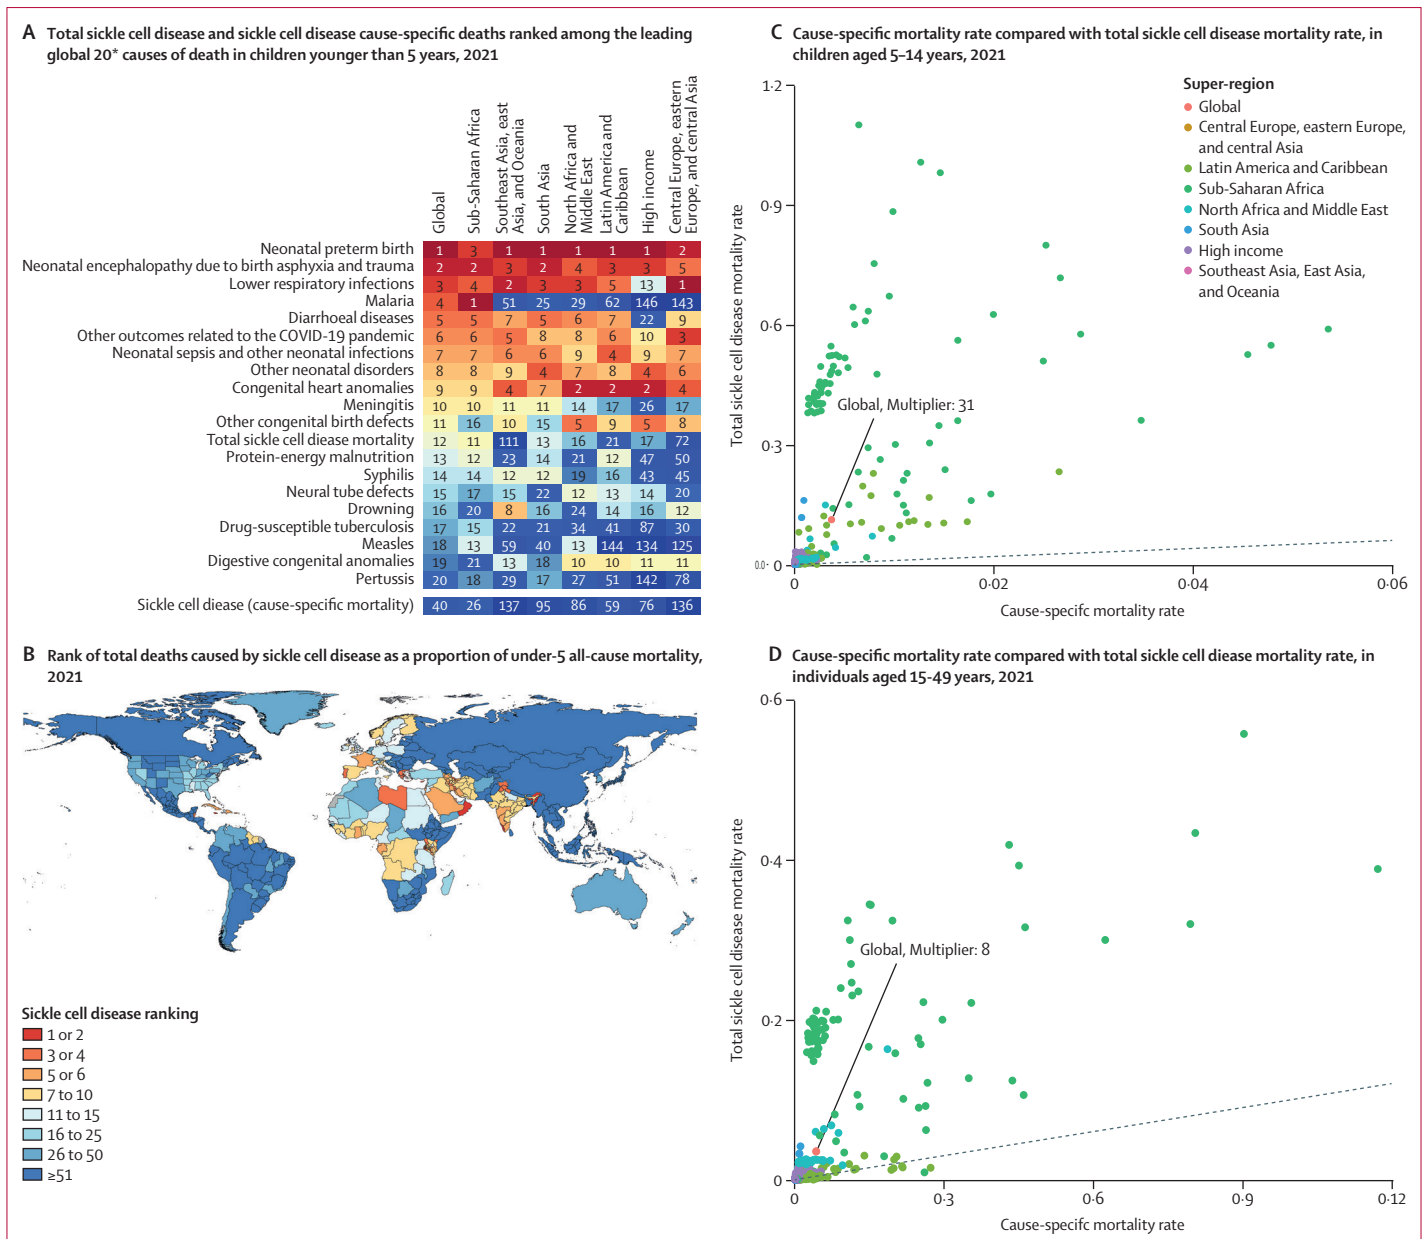 A Total sickle cell disease and sickle cell disease cause-specific deaths ranked among the leading
global 20* causes of death in children younger than 5 years, 2021
Global
Sub-Saharan Africa
Southeast Asia, east
Asia, and Oceania
South Asia
North Africa and
Middle East
Latin America and
Caribbean
High income
Central Europe, eastern
Europe, and central Asia
Neonatal preterm birth 1 3 1 1 1 1 1 2
Neonatal encephalopathy due to birth asphyxia and trauma 2 2 3 2 4 3 3 5
Lower respiratory infections 3 4 2 3 3 5 13 1
Malaria 4 1 51 25 29 62 146 143
Diarrhoeal diseases 5 5 7 5 6 7 22 9
Other outcomes related to the COVID-19 pandemic 6 6 5 8 8 6 10 3
Neonatal sepsis and other neonatal infections 7 7 6 6 9 4 9 7
Other neonatal disorders 8 8 9 4 7 8 4 6
Congenital heart anomalies 9 9 4 7 2 2 2 4
Meningitis 10 10 11 11 14 17 26 17
Other congenital birth defects 11 16 10 15 5 9 5 8
Total sickle cell diease mortality 12 11 111 13 16 21 17 72
Protein-energy malnutrition 13 12 23 14 21 12 47 50
Syphilis 14 14 12 12 19 16 43 45
Neural tube defects 15 17 15 22 12 13 14 20
Drowning 16 20 8 16 24 14 16 12
Drug-susceptible tuberculosis 17 15 22 21 34 41 87 30
Measles 18 13 59 40 13 144 134 125
Digestive congenital anomalies 19 21 13 18 10 10 11 11
Pertussis 20 18 29 17 27 51 142 78
Sickle cell disease (cause-specific mortality) 40 26 137 95 86 59 76 136
B Rank of total deaths caused by sickle cell disease as a proportion of under-5 all-cause mortality,
2021
Sickle cell disease ranking
1 or 2
3 or 4
5 or 6
7 to 10
11 to 15
16 to 25
26 to 50
≥51
C Cause-specific mortality rate compared with total sickle cell disease mortality rate, in
children aged 5–14 years, 2021
Total sickle cell disease mortality rate
1·2
0·9
0·6
0·3
0.0·
0
0
0·02
0·04
0·06
Cause-specifc mortality rate
Global, Multiplier: 31
Super-region
Global
Central Europe, eastern Europe,
and central Asia
Latin America and Caribbean
Sub-Saharan Africa
North Africa and Middle East
South Asia
High income
Southeast Asia, East Asia,
and Oceania
D Cause-specific mortality rate compared with total sickle cell diease mortality rate, in
individuals aged 15-49 years, 2021
Total sickle cell disease mortality rate
0·6
0·4
0·2
0
0
0·3
0·6
0·9
0·12
Cause-specifc mortality rate
Global, Multiplier: 8